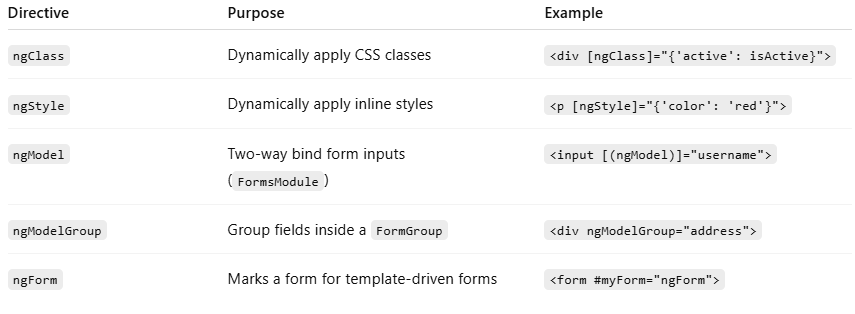 Directive Purpose Example
ngClass Dynamically apply CSS classes <div [ngClass]="{'active': isActive}">
ngStyle Dynamically apply inline styles <p [ngStyle]="{'color': 'red'}">
ngModel Two-way bind form inputs <input [(ngModel)]="username">
(FormsModule)
ngModelGroup Group fields inside a FormGroup <div ngModelGroup="address">
ngForm Marks a form for template-driven forms <form #myForm="ngForm">